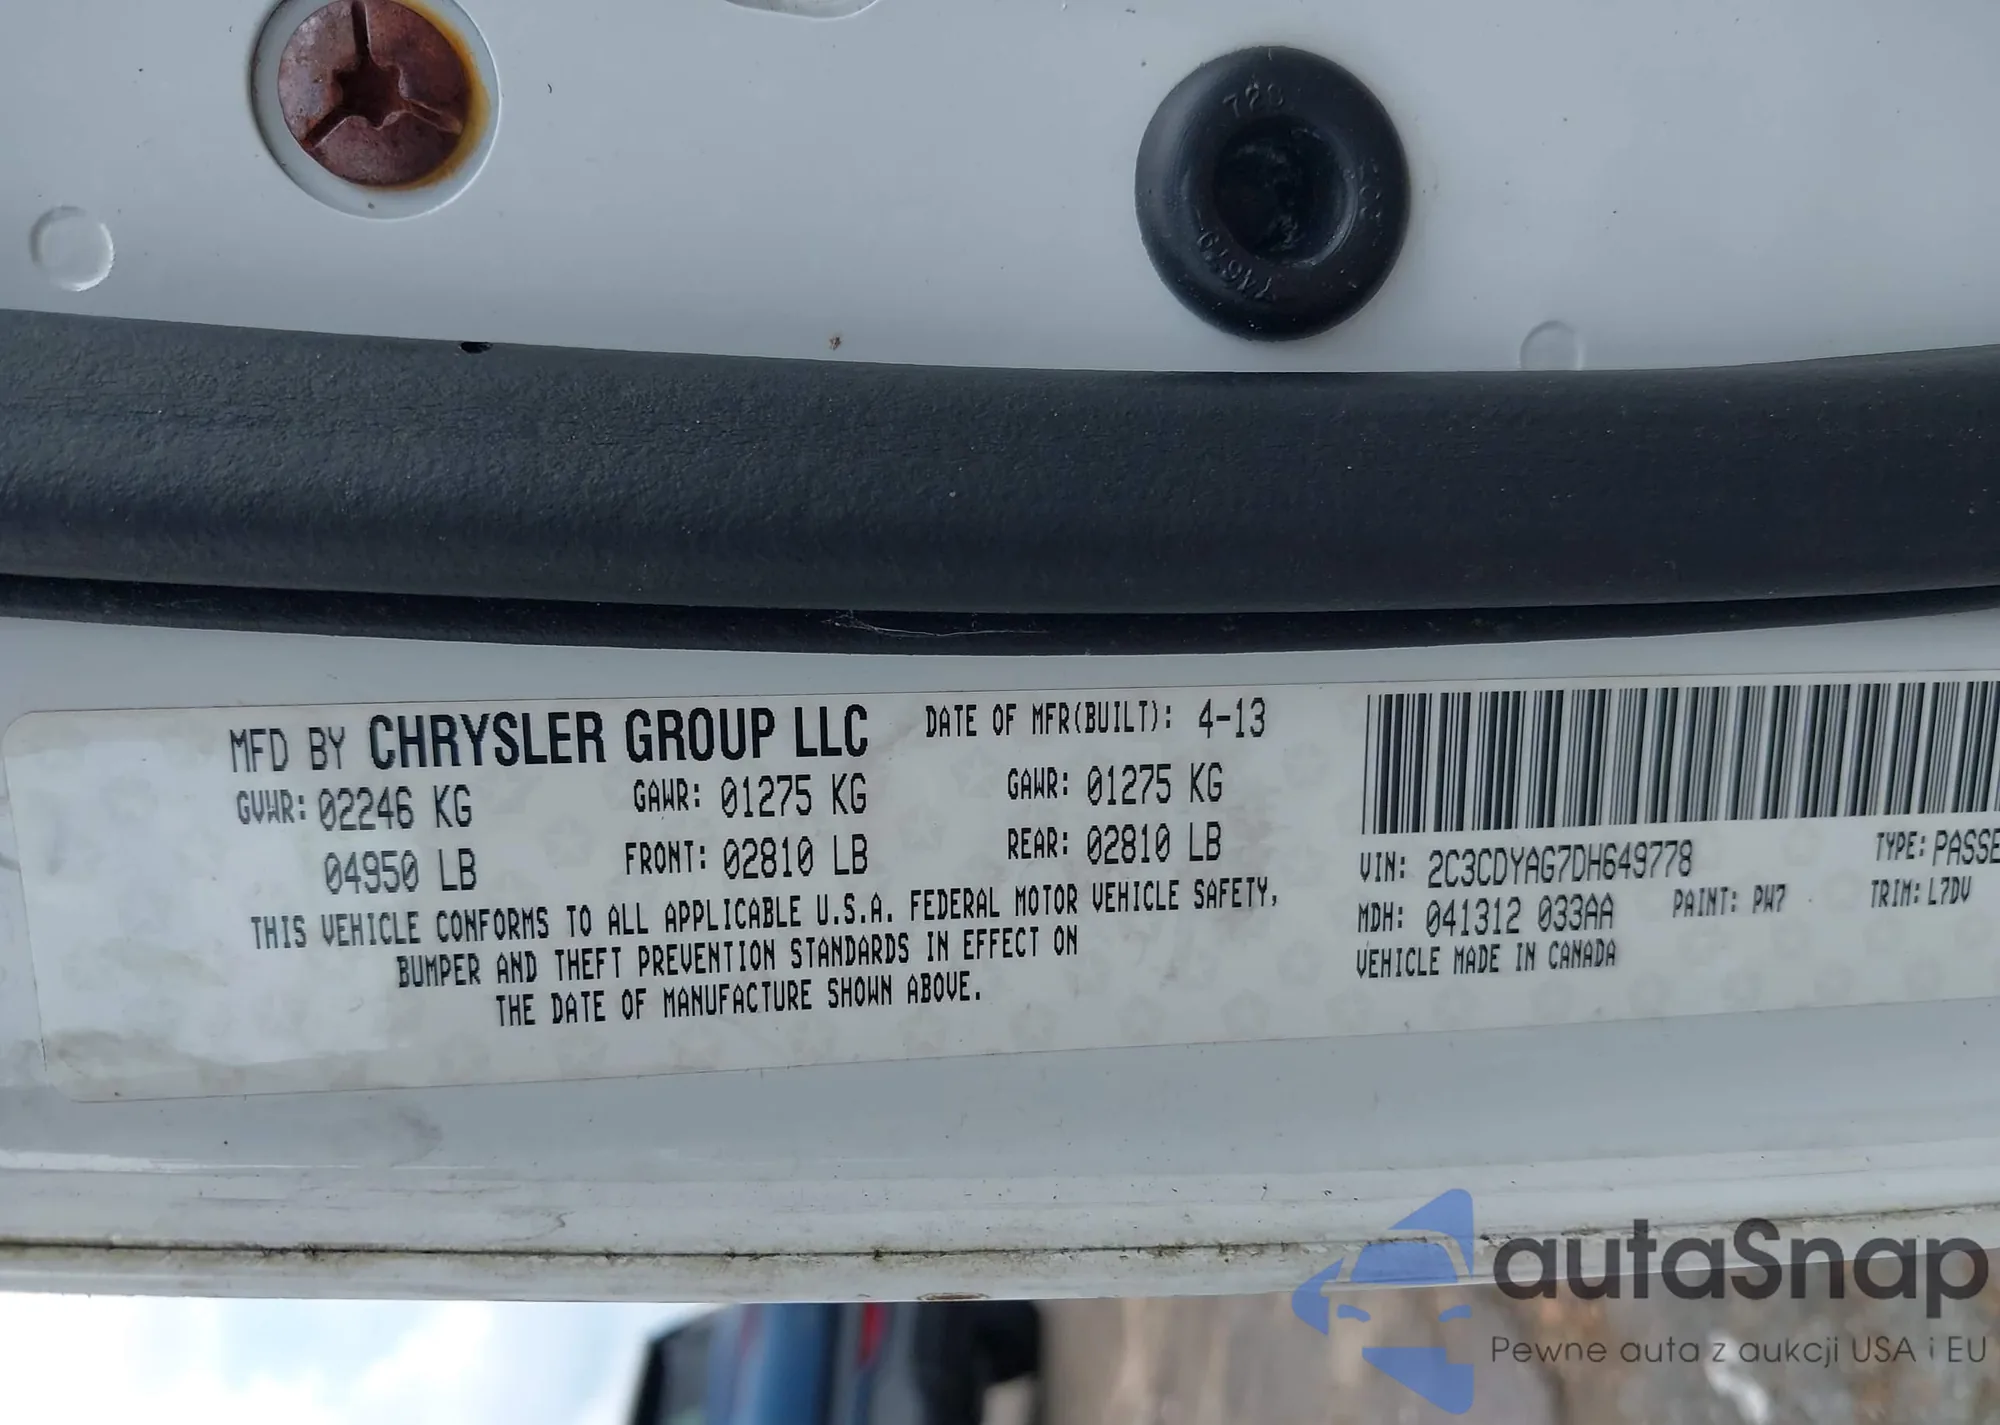 MFD BY CHRYSLER GROUP LLC DATE OF MFR(BUILT): 4-13
GVWR: 02246 KG GAWR: 01275 KG GAWR: 01275 KG
04950 LB FRONT: 02810 LB REAR: 02810 LB
THIS VEHICLE CONFORMS TO ALL APPLICABLE U.S.A. FEDERAL MOTOR VEHICLE SAFETY,
BUMPER AND THEFT PREVENTION STANDARDS IN EFFECT ON
THE DATE OF MANUFACTURE SHOWN ABOVE.
VIN: 2C3CDYAG7DH649778 TYPE: PASSE
MDH: 041312 033AA PAINT: PW7 TRIM: L7DV
VEHICLE MADE IN CANADA
autaSnap
Pewne auta z aukcji USA i EU